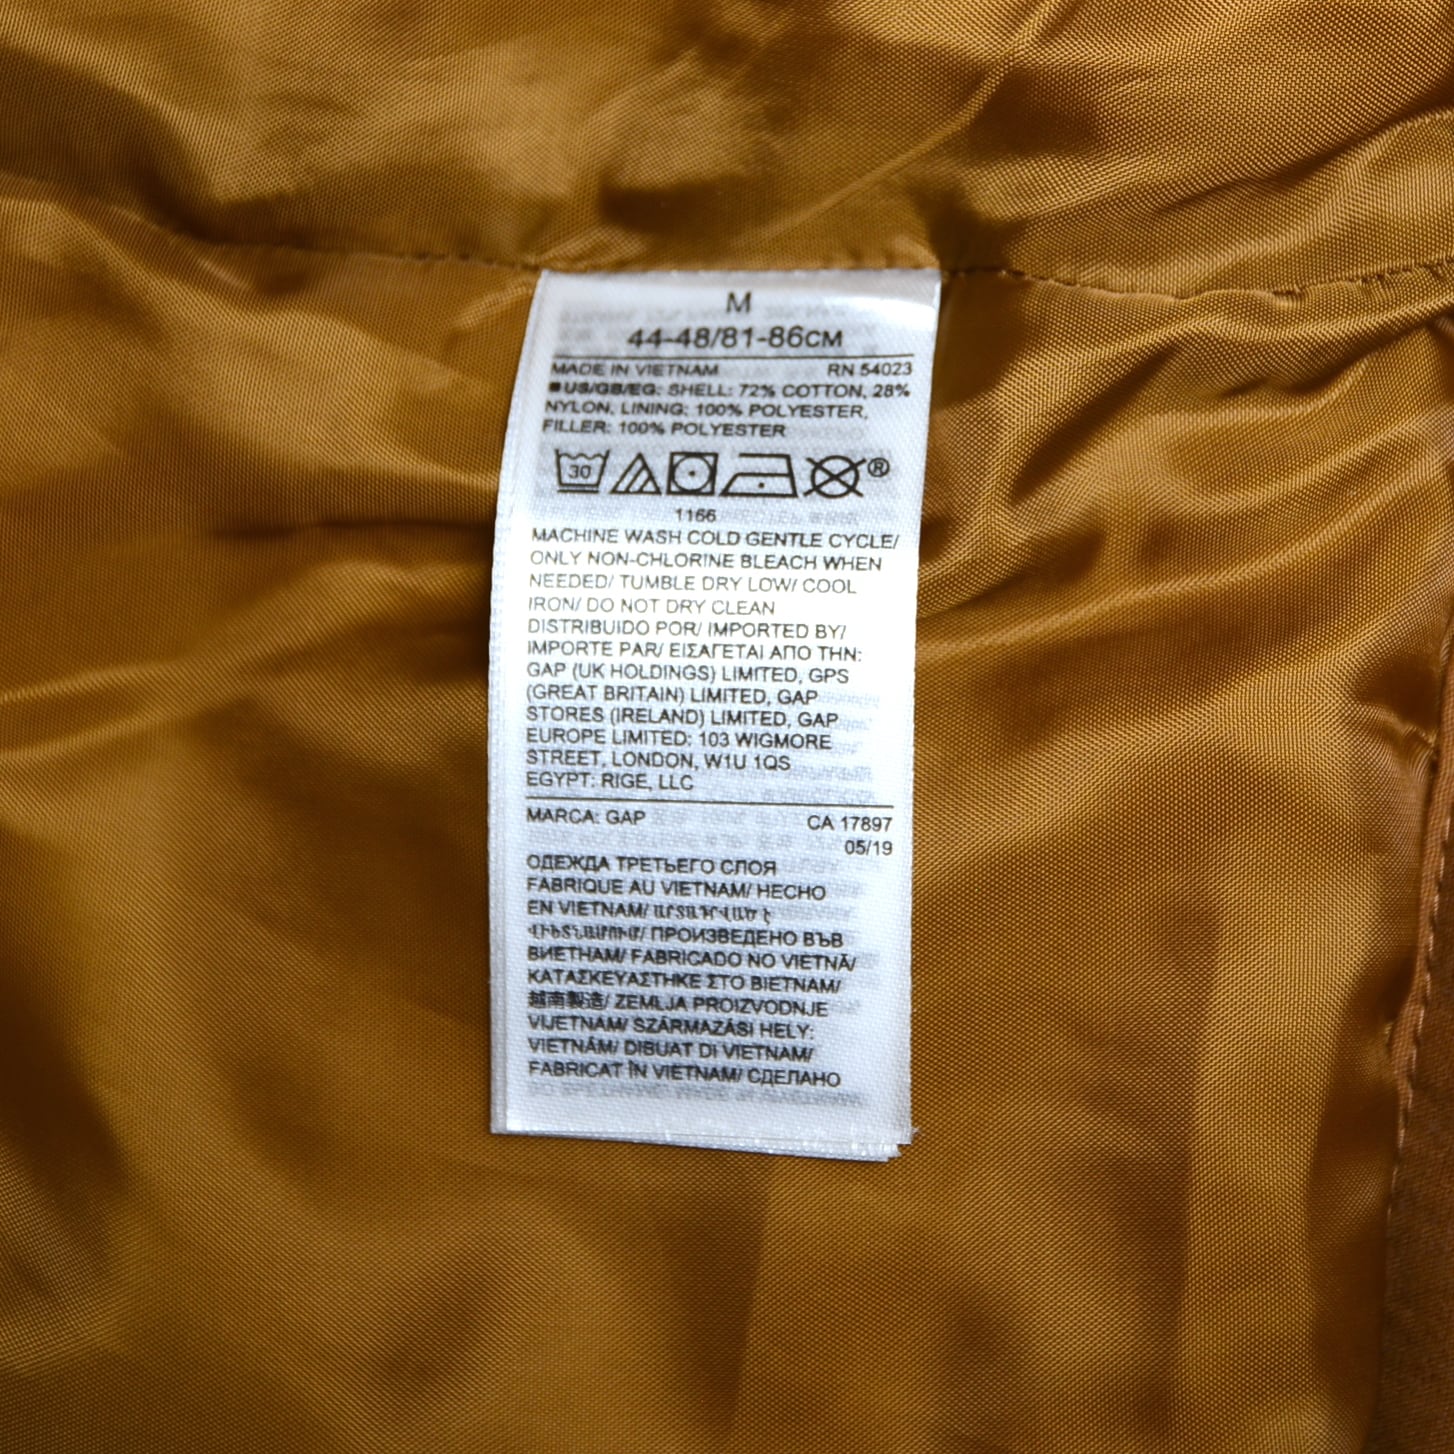 M
44-48/81-86CM
MADE IN VIETNAM RN 54023
■US/GB/EG: SHELL: 72% COTTON, 28%
NYLON, LINING: 100% POLYESTER,
FILLER: 100% POLYESTER
30 ®
1166
MACHINE WASH COLD GENTLE CYCLE/
ONLY NON-CHLORINE BLEACH WHEN
NEEDED/ TUMBLE DRY LOW/ COOL
IRON/ DO NOT DRY CLEAN
DISTRIBUIDO POR/ IMPORTED BY/
IMPORTE PAR/ ΕΙΣΑΓΕΤΑΙ ΑΠΟ ΤΗΝ:
GAP (UK HOLDINGS) LIMITED, GPS
(GREAT BRITAIN) LIMITED, GAP
STORES (IRELAND) LIMITED, GAP
EUROPE LIMITED; 103 WIGMORE
STREET, LONDON, W1U 1QS
EGYPT: RIGE, LLC
MARCA: GAP CA 17897
05/19
ОДЕЖДА ТРЕТЬЕГО СЛОЯ
FABRIQUE AU VIETNAM/ HECHO
EN VIETNAM/
ПРОИЗВЕДЕНО ВЪВ
ВИЕТНАМ/ FABRICADO NO VIETNÃ/
ΚΑΤΑΣΚΕΥΑΣΤΗΚΕ ΣΤΟ ΒΙΕΤΝΑΜ/
越南製造/ ZEMLJA PROIZVODNJE
VIJETNAM/ SZÁRMAZÁSI HELY:
VIETNÁM/ DIBUAT DI VIETNAM/
FABRICAT ÎN VIETNAM/ СДЕЛАНО